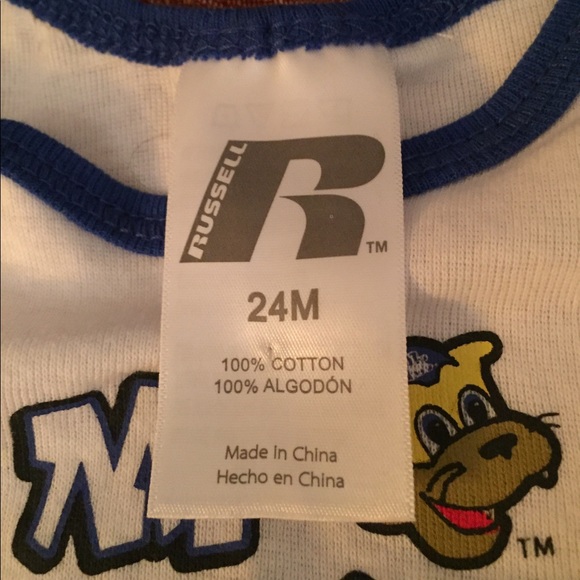 RUSSELL
R
TM
24M
100% COTTON
100% ALGODÓN
Made in China
Hecho en China
TM